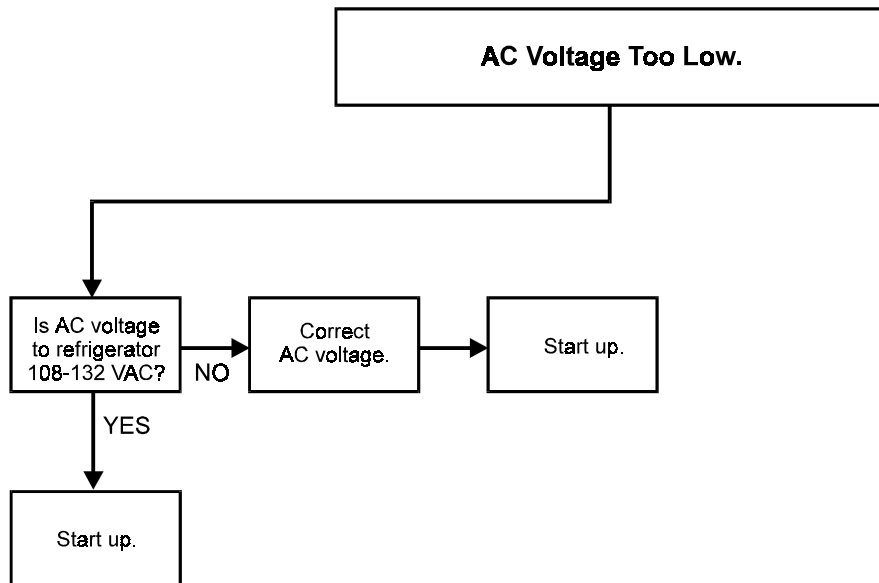 AC Voltage Too Low.
Is AC voltage
to refrigerator
108-132 VAC?
NO
Correct
AC voltage.
Start up.
YES
Start up.